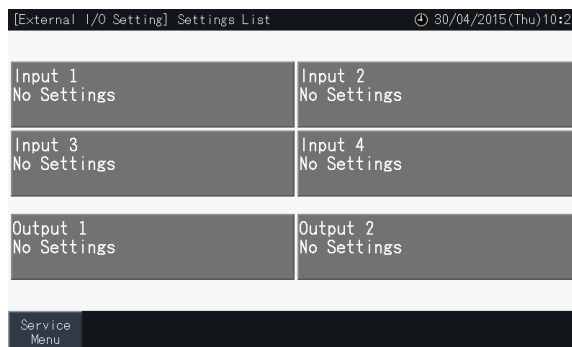 [External I/O Setting] Settings List 30/04/2015(Thu)10:2
Input 1 Input 2
No Settings No Settings
Input 3 Input 4
No Settings No Settings
Output 1 Output 2
No Settings No Settings
Service
Menu